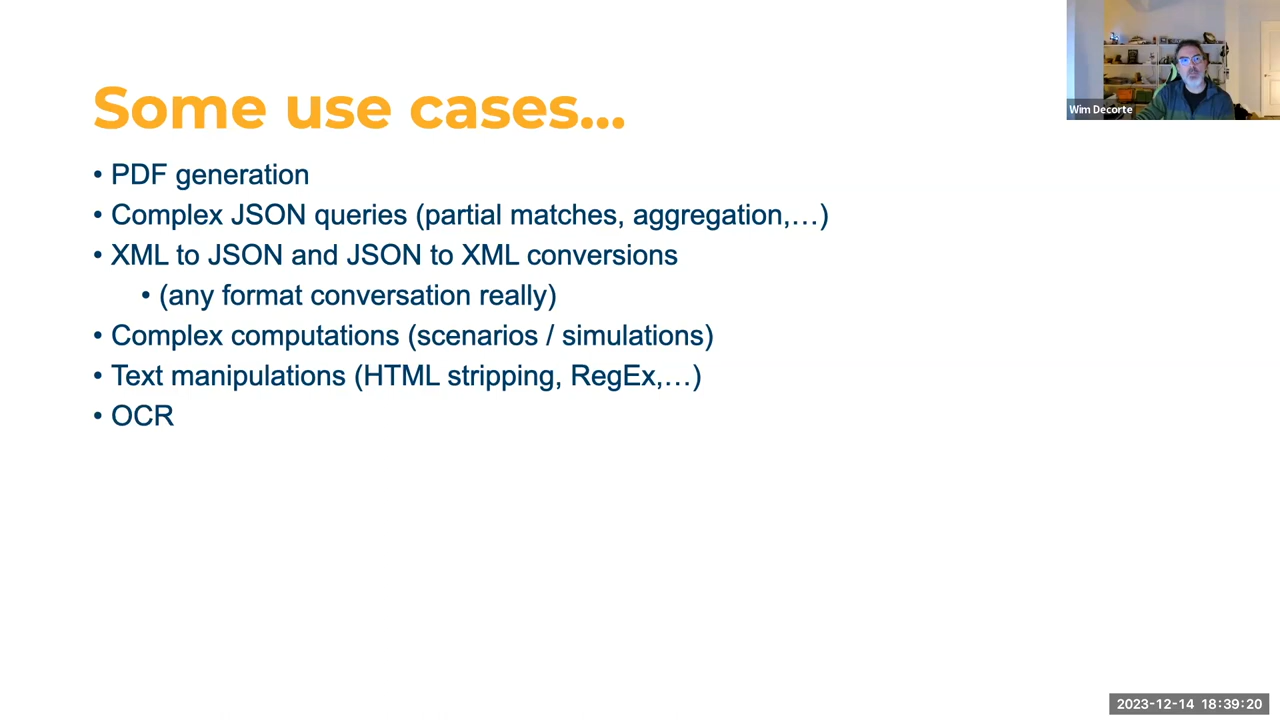 Some use cases...
• PDF generation
• Complex JSON queries (partial matches, aggregation,…)
• XML to JSON and JSON to XML conversions
• (any format conversation really)
• Complex computations (scenarios / simulations)
• Text manipulations (HTML stripping, RegEx,…)
• OCR
Wim Decorte
2023-12-14 18:39:20